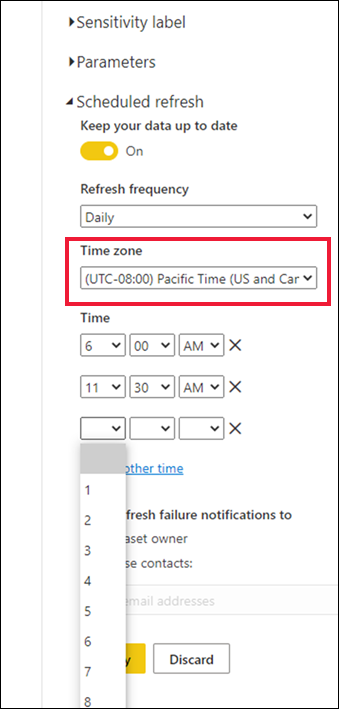 Sensitivity label
Parameters
Scheduled refresh
Keep your data up to date
On
Refresh frequency
Daily
Time zone
(UTC-08:00) Pacific Time (US and Car
Time
6 00 AM
11 30 AM
other time
1
fresh failure notifications to
2
aset owner
3
se contacts:
4
5
email addresses
6
7
y Discard
8